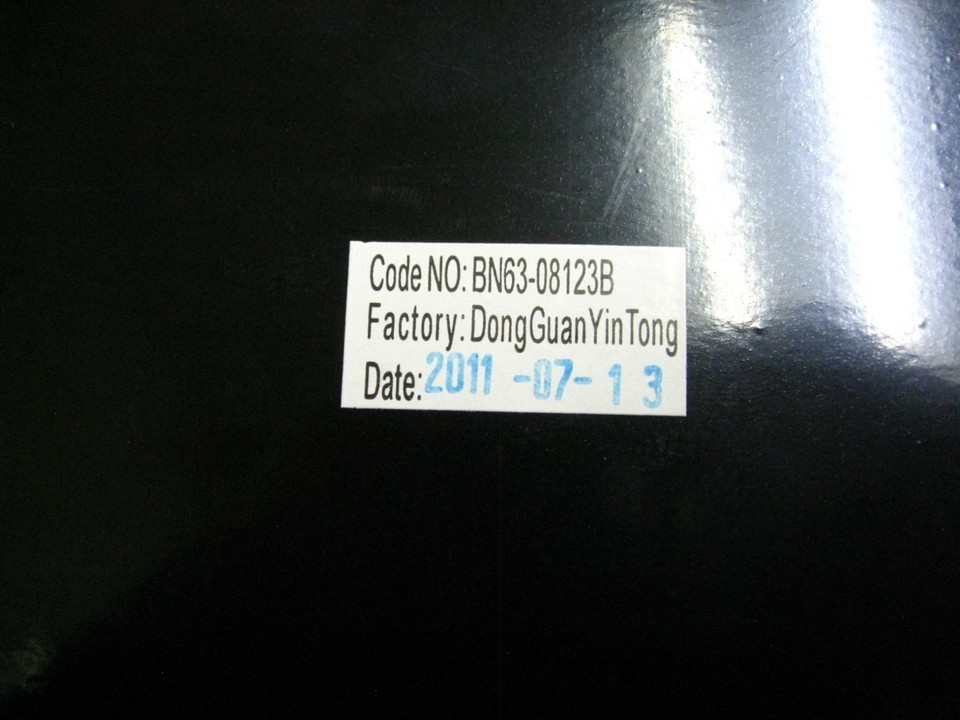 Code NO: BN63-08123B
Factory: DongGuanYinTong
Date: 2011 -07- 1 3